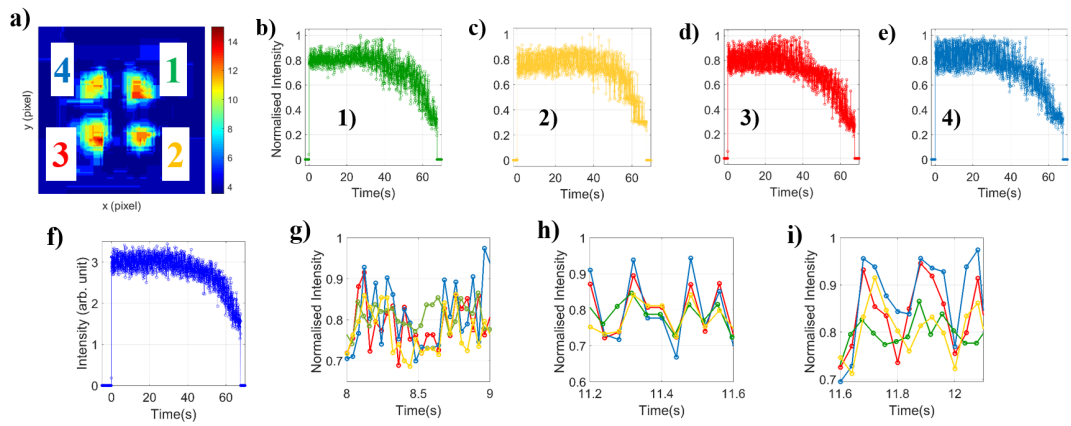 a)
4
1
3
2
y (pixel)
x (pixel)
14
12
10
8
6
4
b)
Normalised Intensity
1
0.8
0.6
0.4
0.2
0
1)
0 20 40 60
Time(s)
c)
1
0.8
0.6
0.4
0.2
0
2)
0 20 40 60
Time(s)
d)
1
0.8
0.6
0.4
0.2
0
3)
0 20 40 60
Time(s)
e)
1
0.8
0.6
0.4
0.2
0
4)
0 20 40 60
Time(s)
f)
Intensity (arb. unit)
3
2
1
0
0 20 40 60
Time(s)
g)
Normalised Intensity
1
0.9
0.8
0.7
8 8.5 9
Time(s)
h)
Normalised Intensity
1
0.9
0.8
0.7
0.6
11.2 11.4 11.6
Time(s)
i)
Normalised Intensity
1
0.9
0.8
0.7
11.6 11.8 12
Time(s)